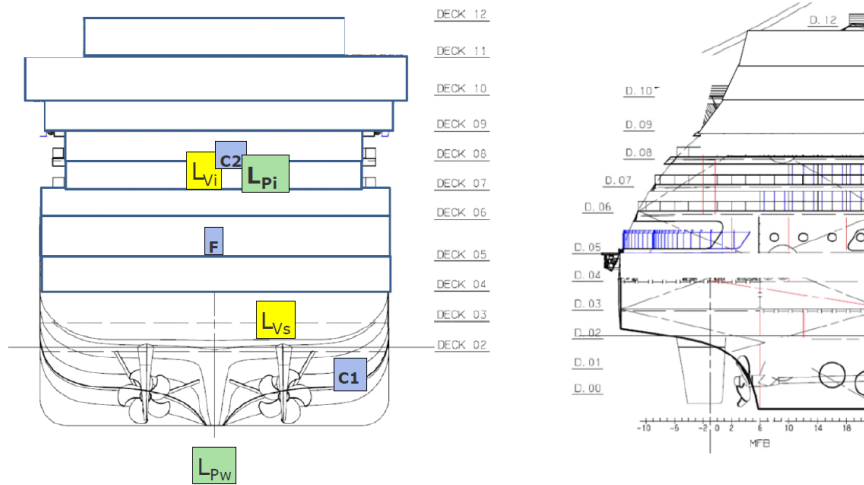 DECK 12
DECK 11
DECK 10
DECK 09
DECK 08
DECK 07
DECK 06
DECK 05
DECK 04
DECK 03
DECK 02
C2
LVi
LPi
F
LVs
C1
LPw
D.12
D.10
D.09
D.08
D.07
D.06
D.05
D.04
D.03
D.02
D.01
D.00
-10 -6 -2 0 2 6 10 14 18
MFB